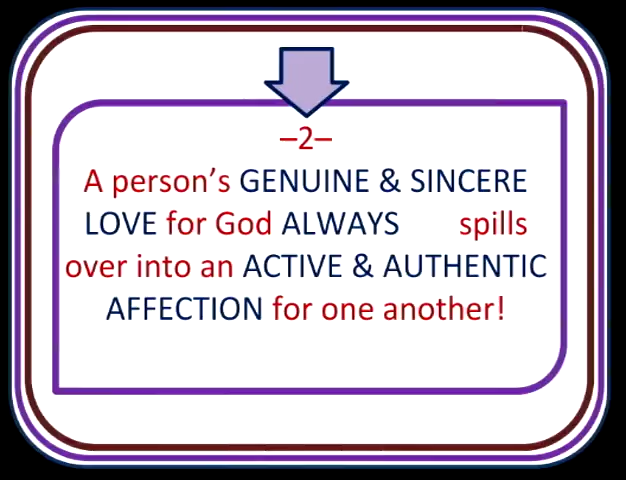 –2–
A person’s GENUINE & SINCERE
LOVE for God ALWAYS spills
over into an ACTIVE & AUTHENTIC
AFFECTION for one another!